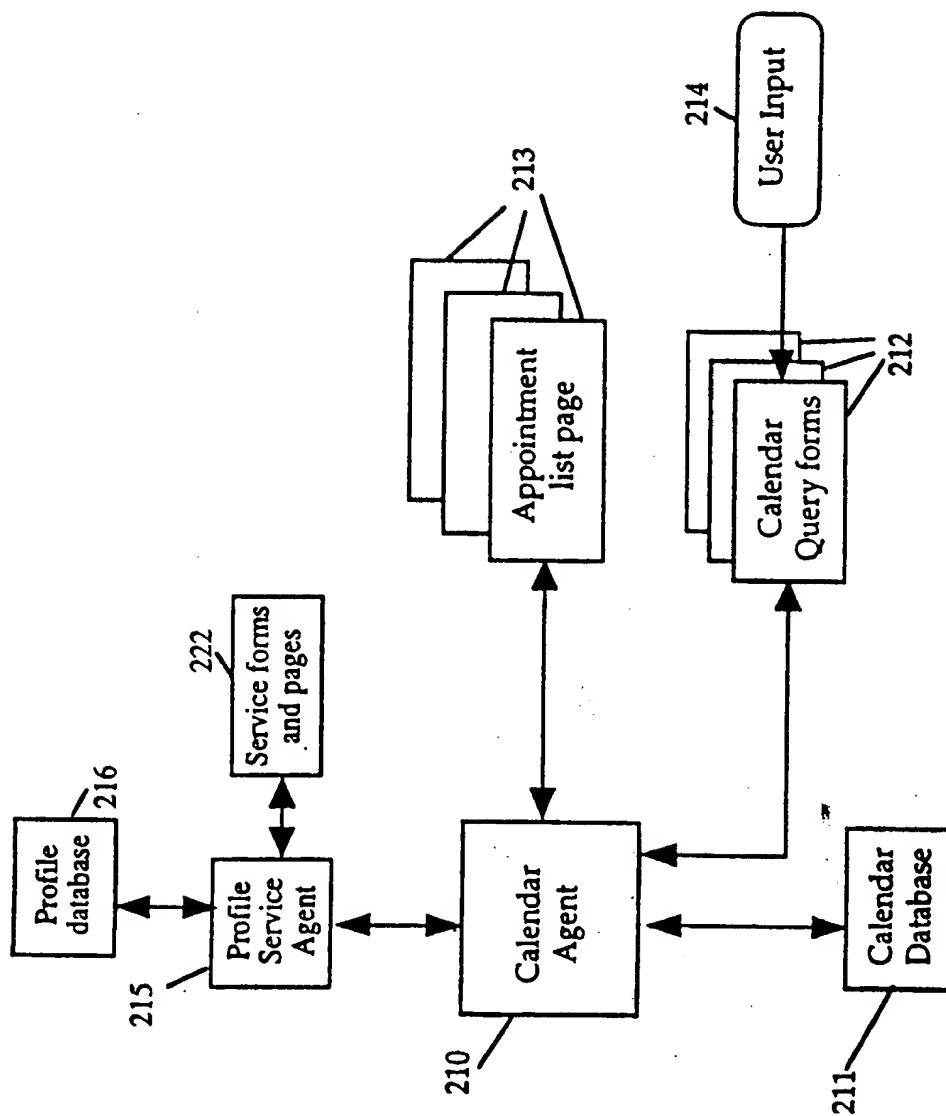 Profile
database
216
Profile
Service
Agent
215
Service forms
and pages
222
Calendar
Agent
210
Appointment
list page
213
Calendar
Database
211
Calendar
Query forms
212
User Input
214